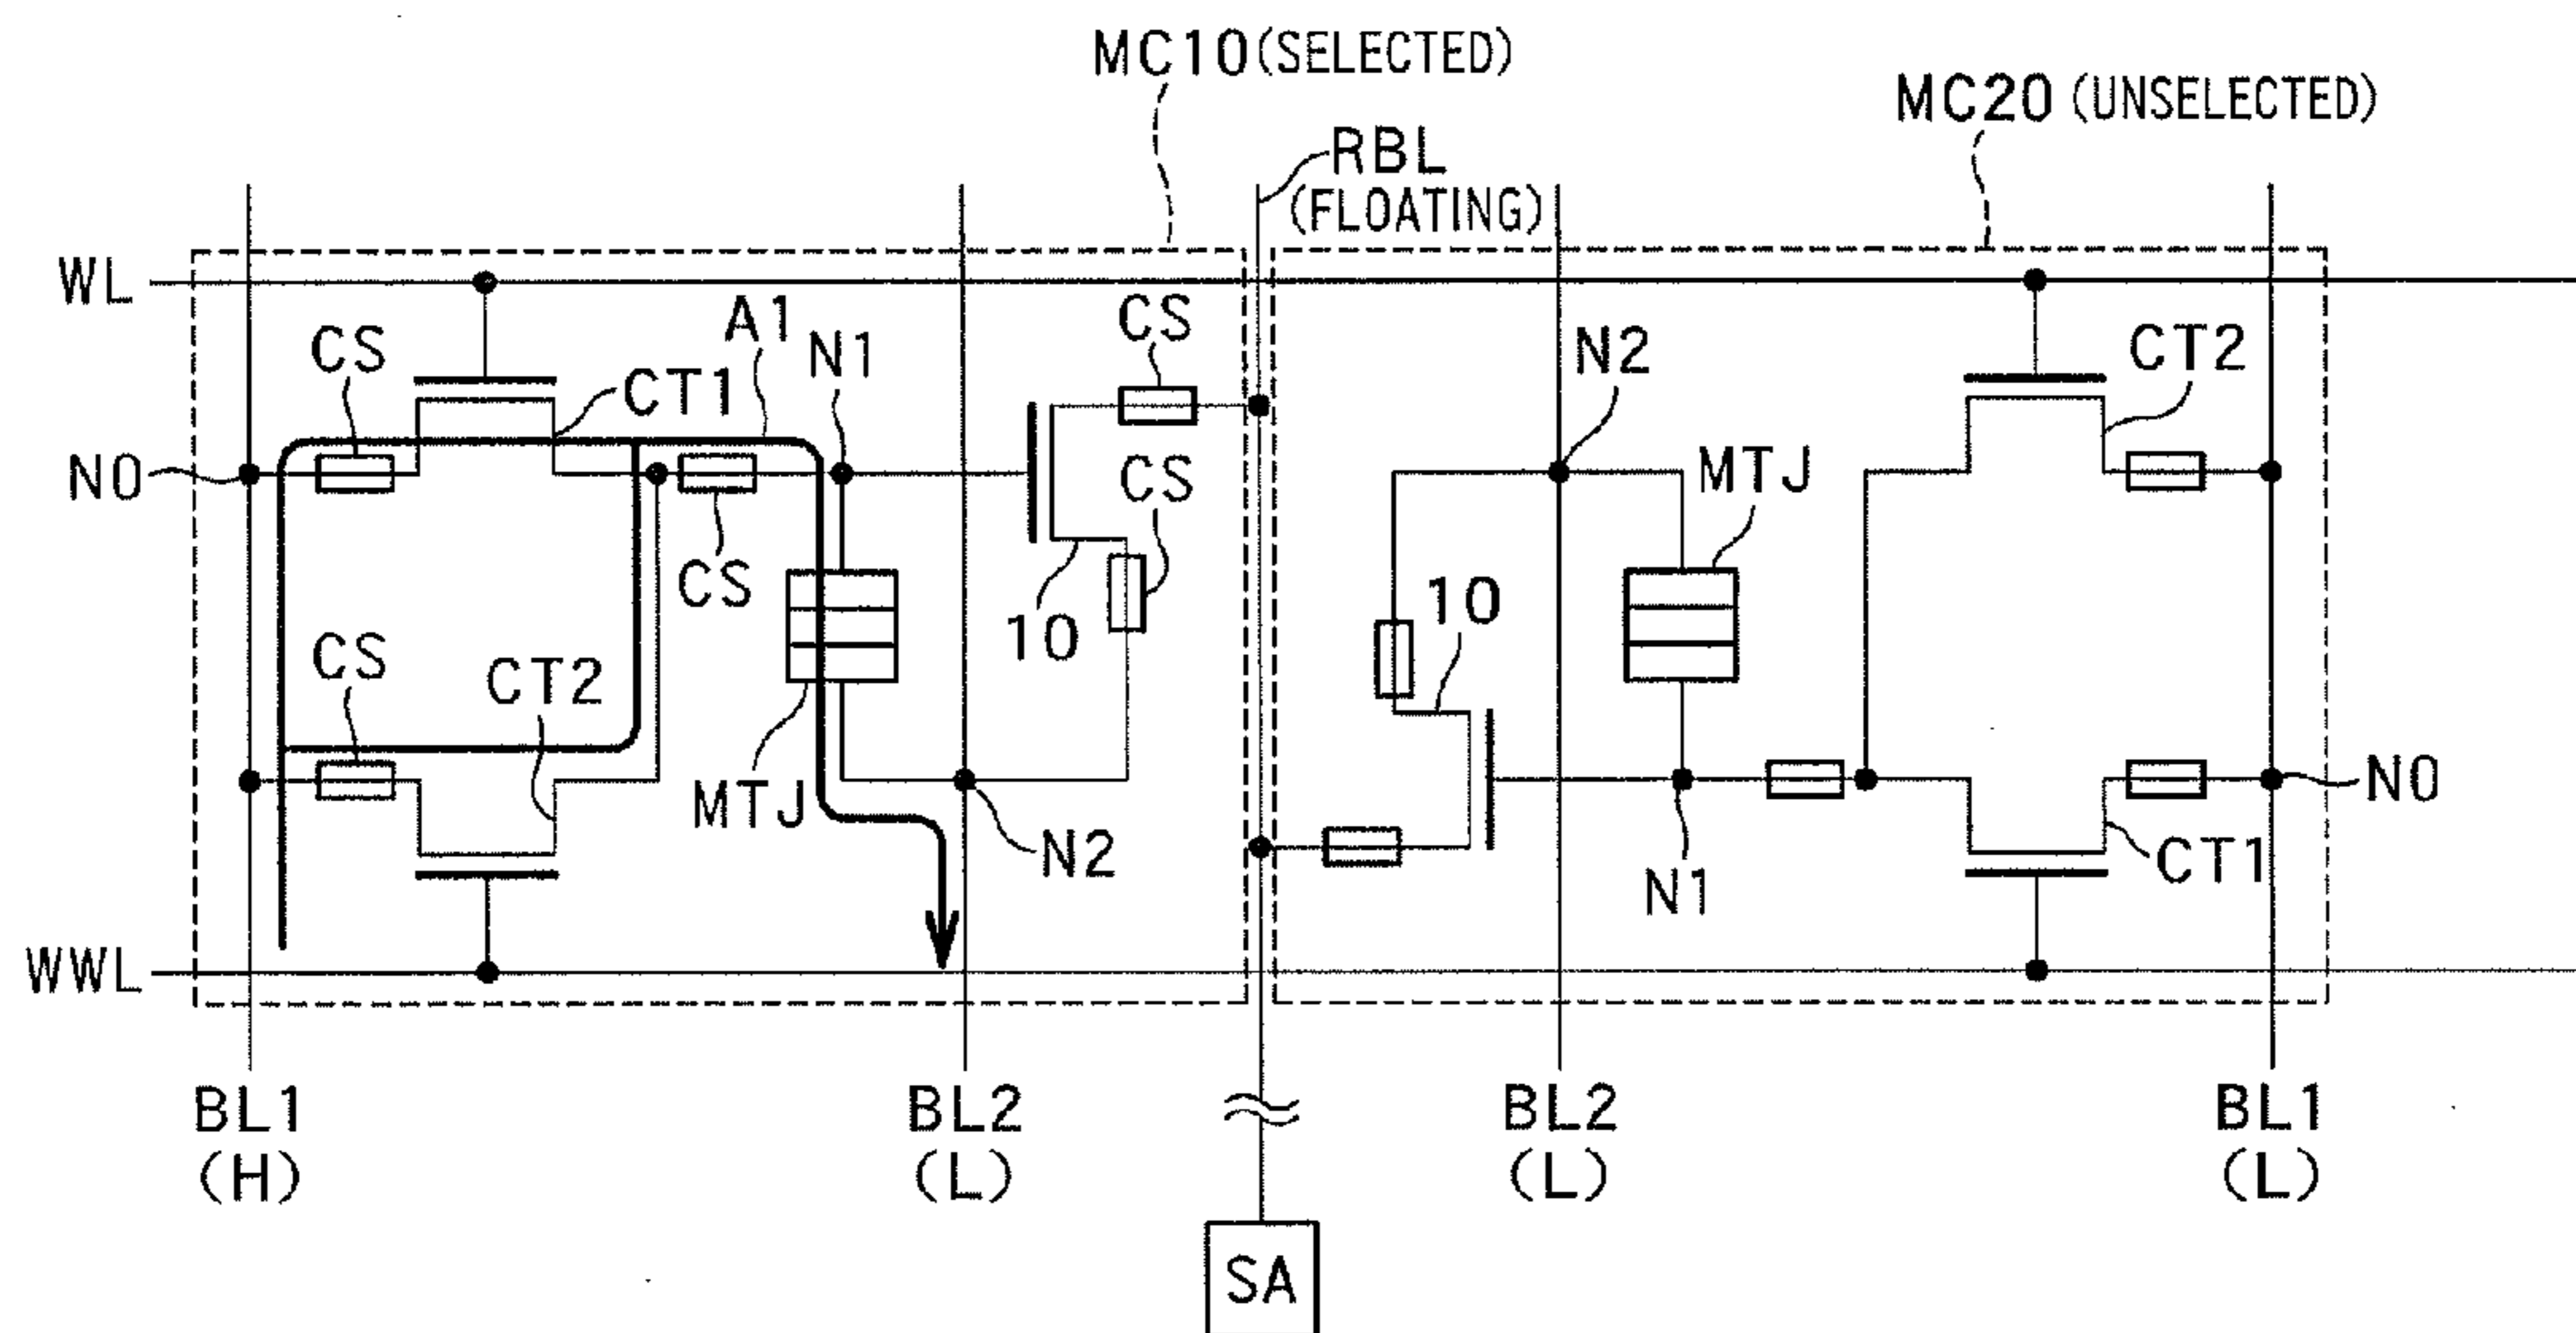 MC10 (SELECTED)
MC20 (UNSELECTED)
RBL
(FLOATING)
WL
CS
A1
N1
CS
N2
CT2
CT1
N0
CS
MTJ
CS
10
10
CS
CT2
MTJ
N2
N1
CT1
N0
WWL
BL1
(H)
BL2
(L)
BL2
(L)
BL1
(L)
SA